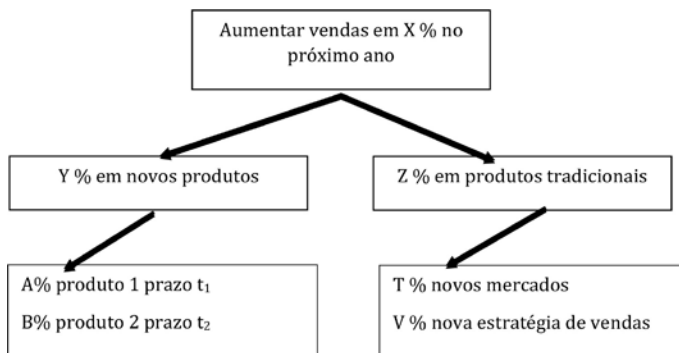 Aumentar vendas em X % no
próximo ano
Y % em novos produtos
Z % em produtos tradicionais
A% produto 1 prazo t₁
B% produto 2 prazo t₂
T % novos mercados
V % nova estratégia de vendas